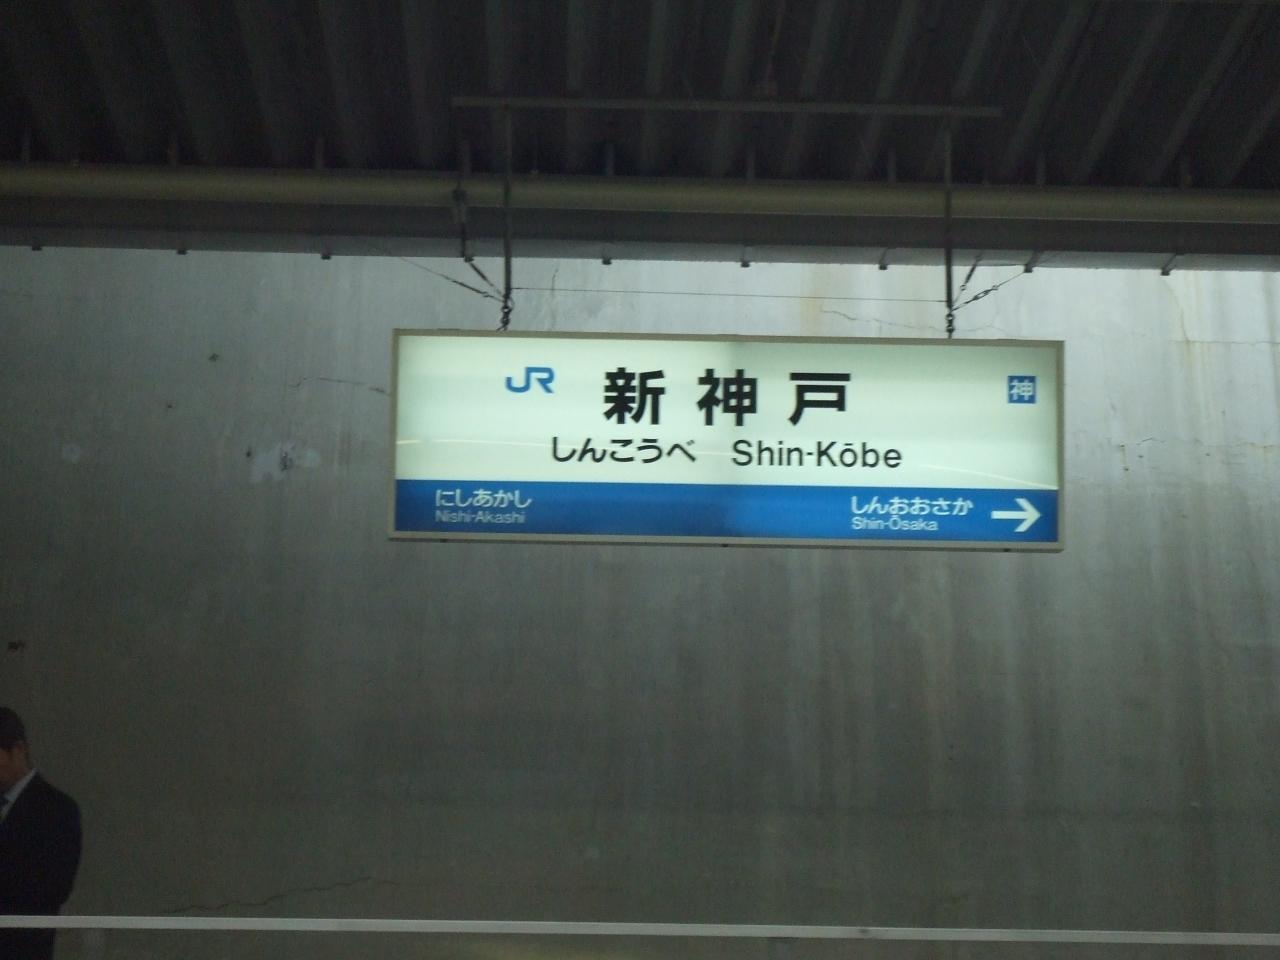 JR 新神戸 神
しんこうべ Shin-Kōbe
にしあかし しんおおさか →
Nishi-Akashi Shin-Ōsaka